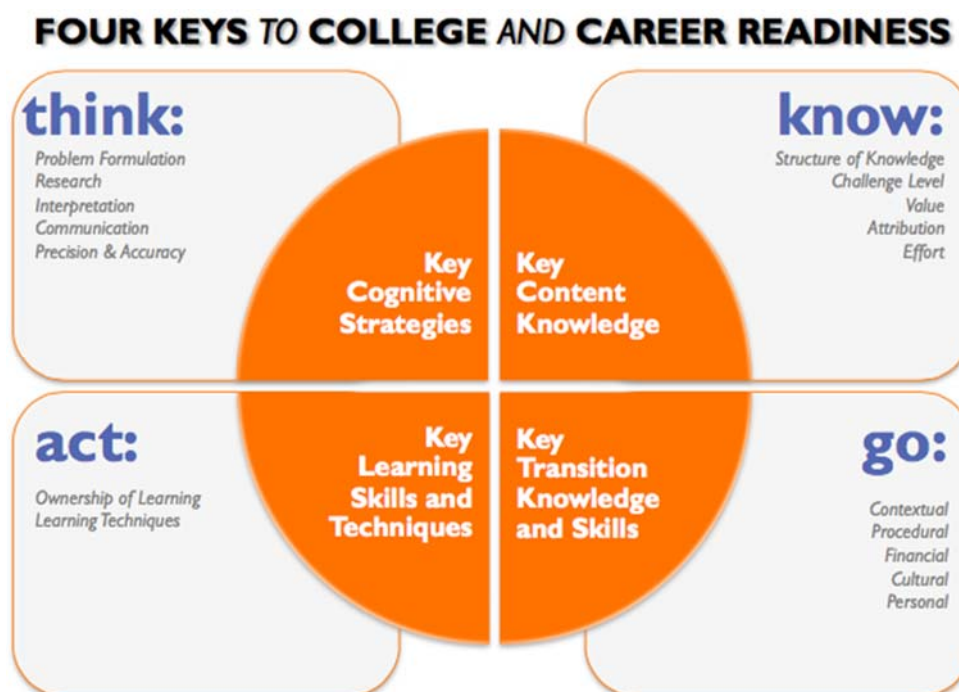 FOUR KEYS TO COLLEGE AND CAREER READINESS
think:
Problem Formulation
Research
Interpretation
Communication
Precision & Accuracy
Key
Cognitive
Strategies
know:
Structure of Knowledge
Challenge Level
Value
Attribution
Effort
Key
Content
Knowledge
act:
Ownership of Learning
Learning Techniques
Key
Learning
Skills and
Techniques
go:
Contextual
Procedural
Financial
Cultural
Personal
Key
Transition
Knowledge
and Skills